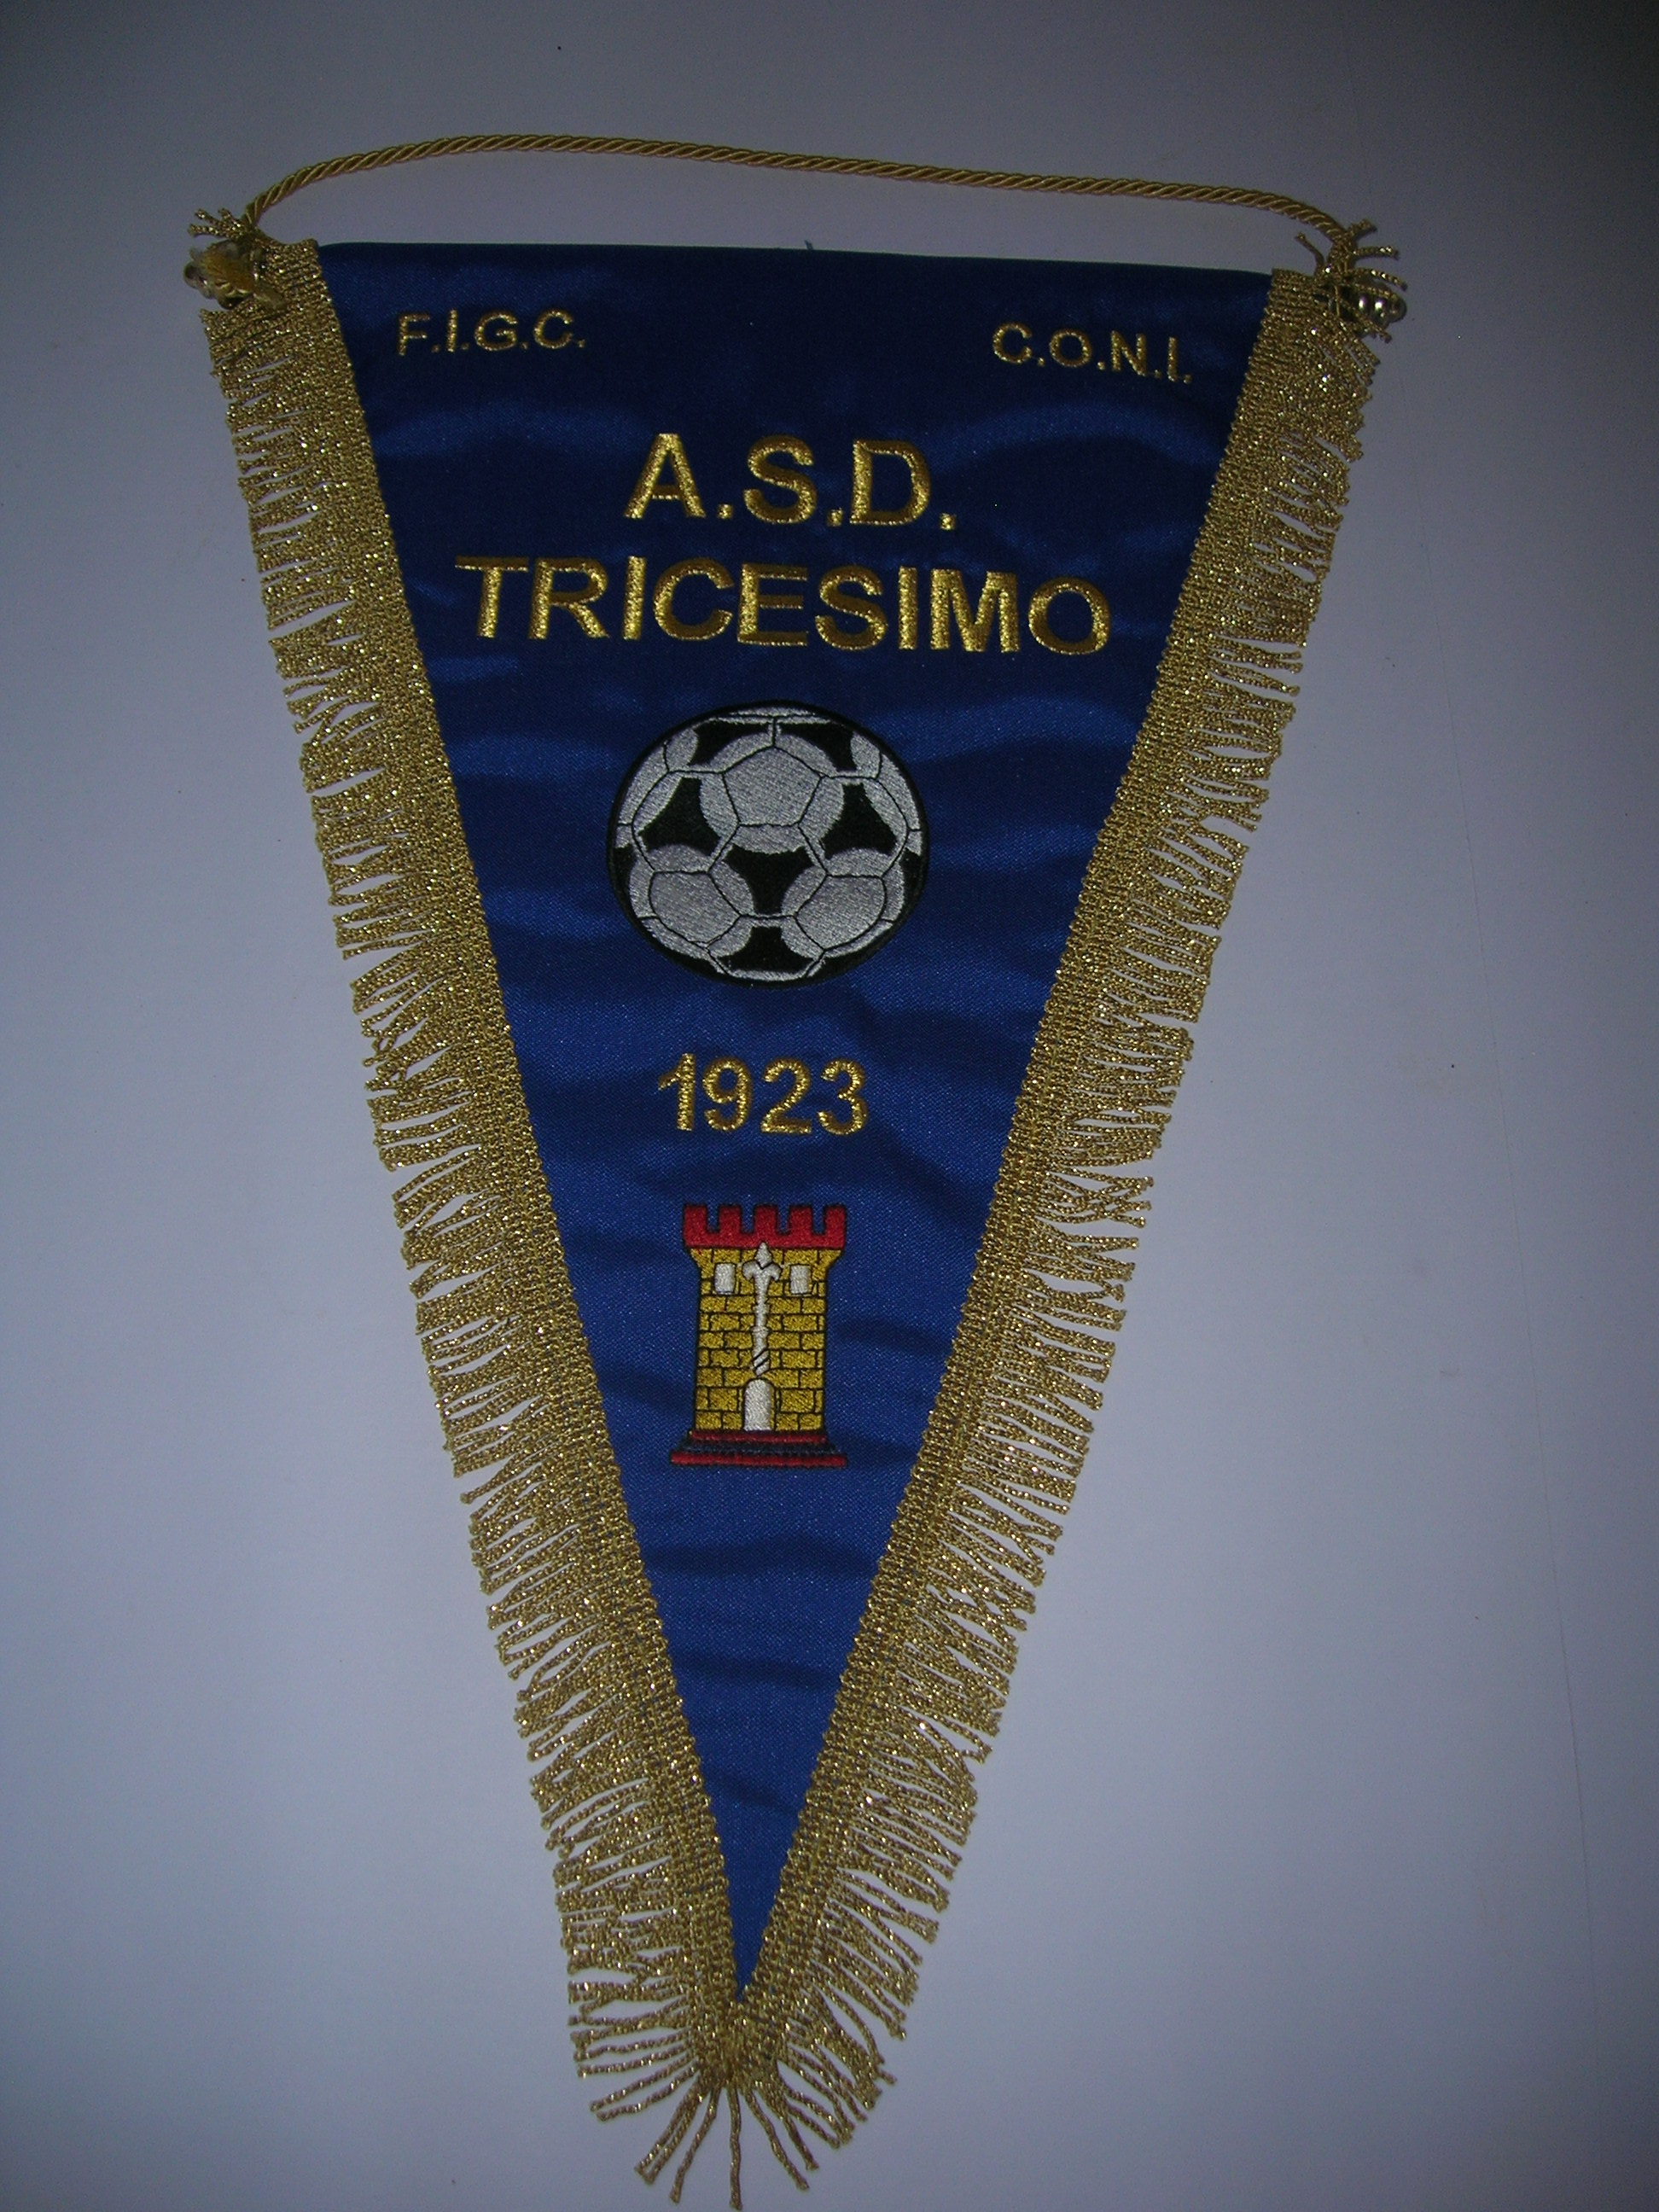 F.I.G.C. C.O.N.I.
A.S.D.
TRICESIMO
1923